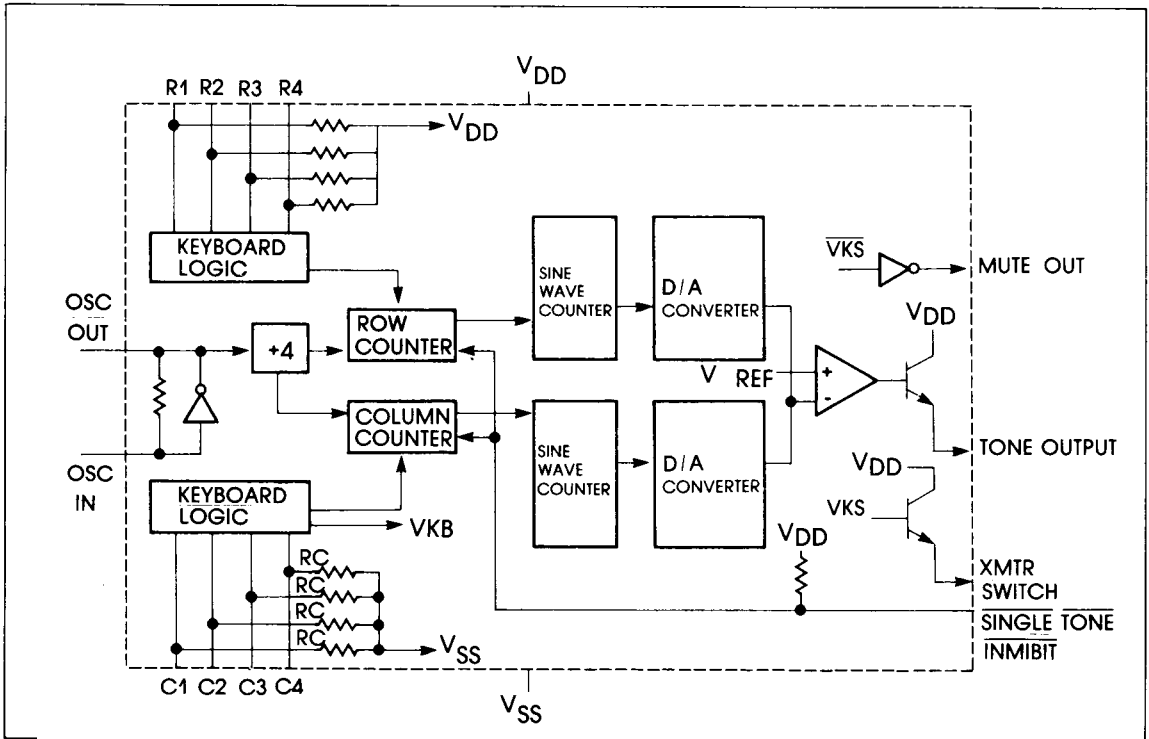 R1 R2 R3 R4
VDD
VDD
KEYBOARD
LOGIC
OSC
OUT
+4
ROW
COUNTER
COLUMN
COUNTER
OSC
IN
KEYBOARD
LOGIC
VKB
RC
RC
RC
RC
VSS
C1 C2 C3 C4
VSS
SINE
WAVE
COUNTER
D/A
CONVERTER
SINE
WAVE
COUNTER
D/A
CONVERTER
V REF
+
-
VKS
MUTE OUT
VDD
TONE OUTPUT
VDD
VKS
VDD
XMTR
SWITCH
SINGLE TONE
INMIBIT